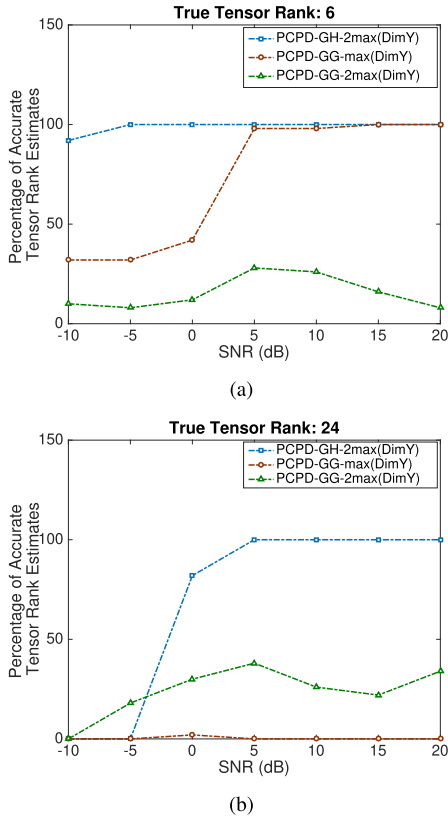 True Tensor Rank: 6
PCPD-GH-2max(DimY)
PCPD-GG-max(DimY)
PCPD-GG-2max(DimY)
Percentage of Accurate
Tensor Rank Estimates
150
100
50
0
-10 -5 0 5 10 15 20
SNR (dB)
(a)
True Tensor Rank: 24
PCPD-GH-2max(DimY)
PCPD-GG-max(DimY)
PCPD-GG-2max(DimY)
Percentage of Accurate
Tensor Rank Estimates
150
100
50
0
-10 -5 0 5 10 15 20
SNR (dB)
(b)